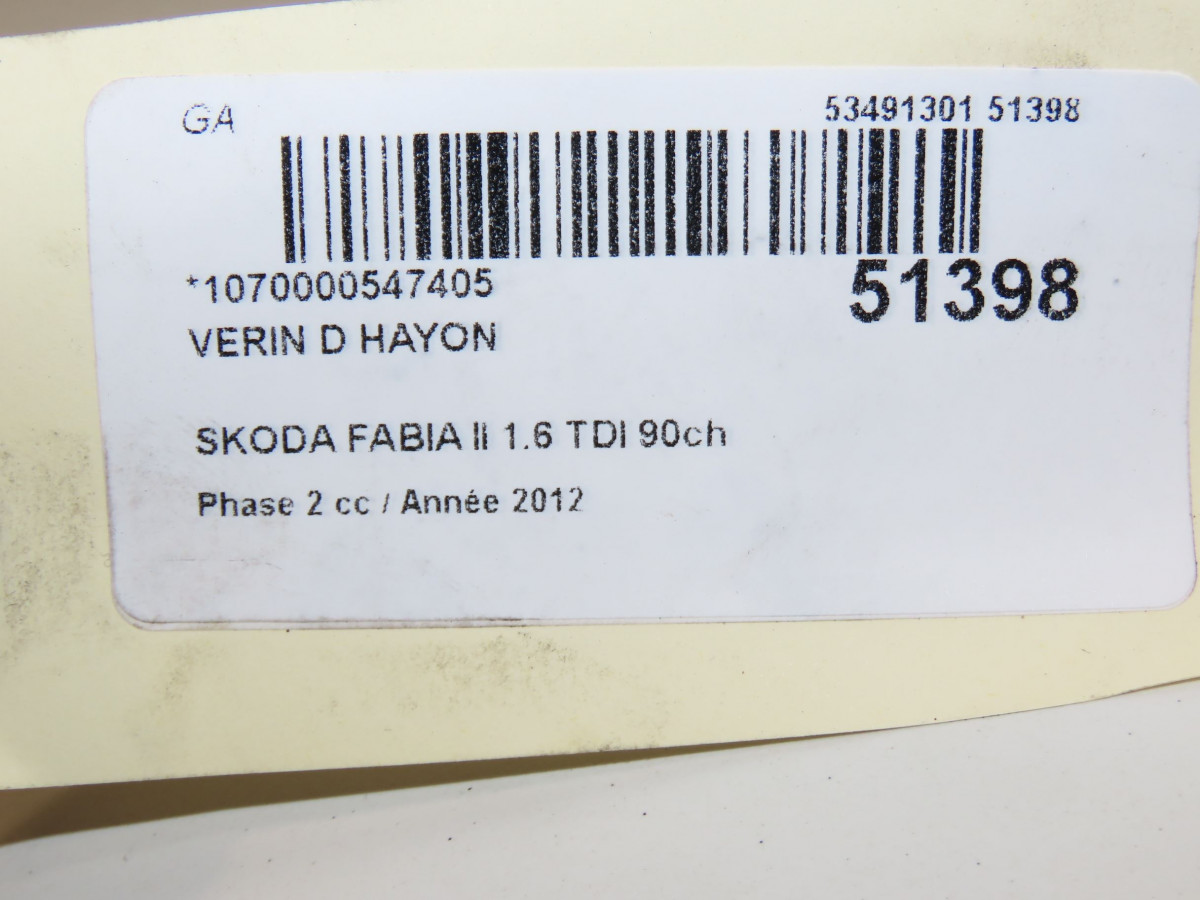 GA
53491301 51398
*1070000547405
51398
VERIN D HAYON
SKODA FABIA II 1.6 TDI 90ch
Phase 2 cc / Année 2012